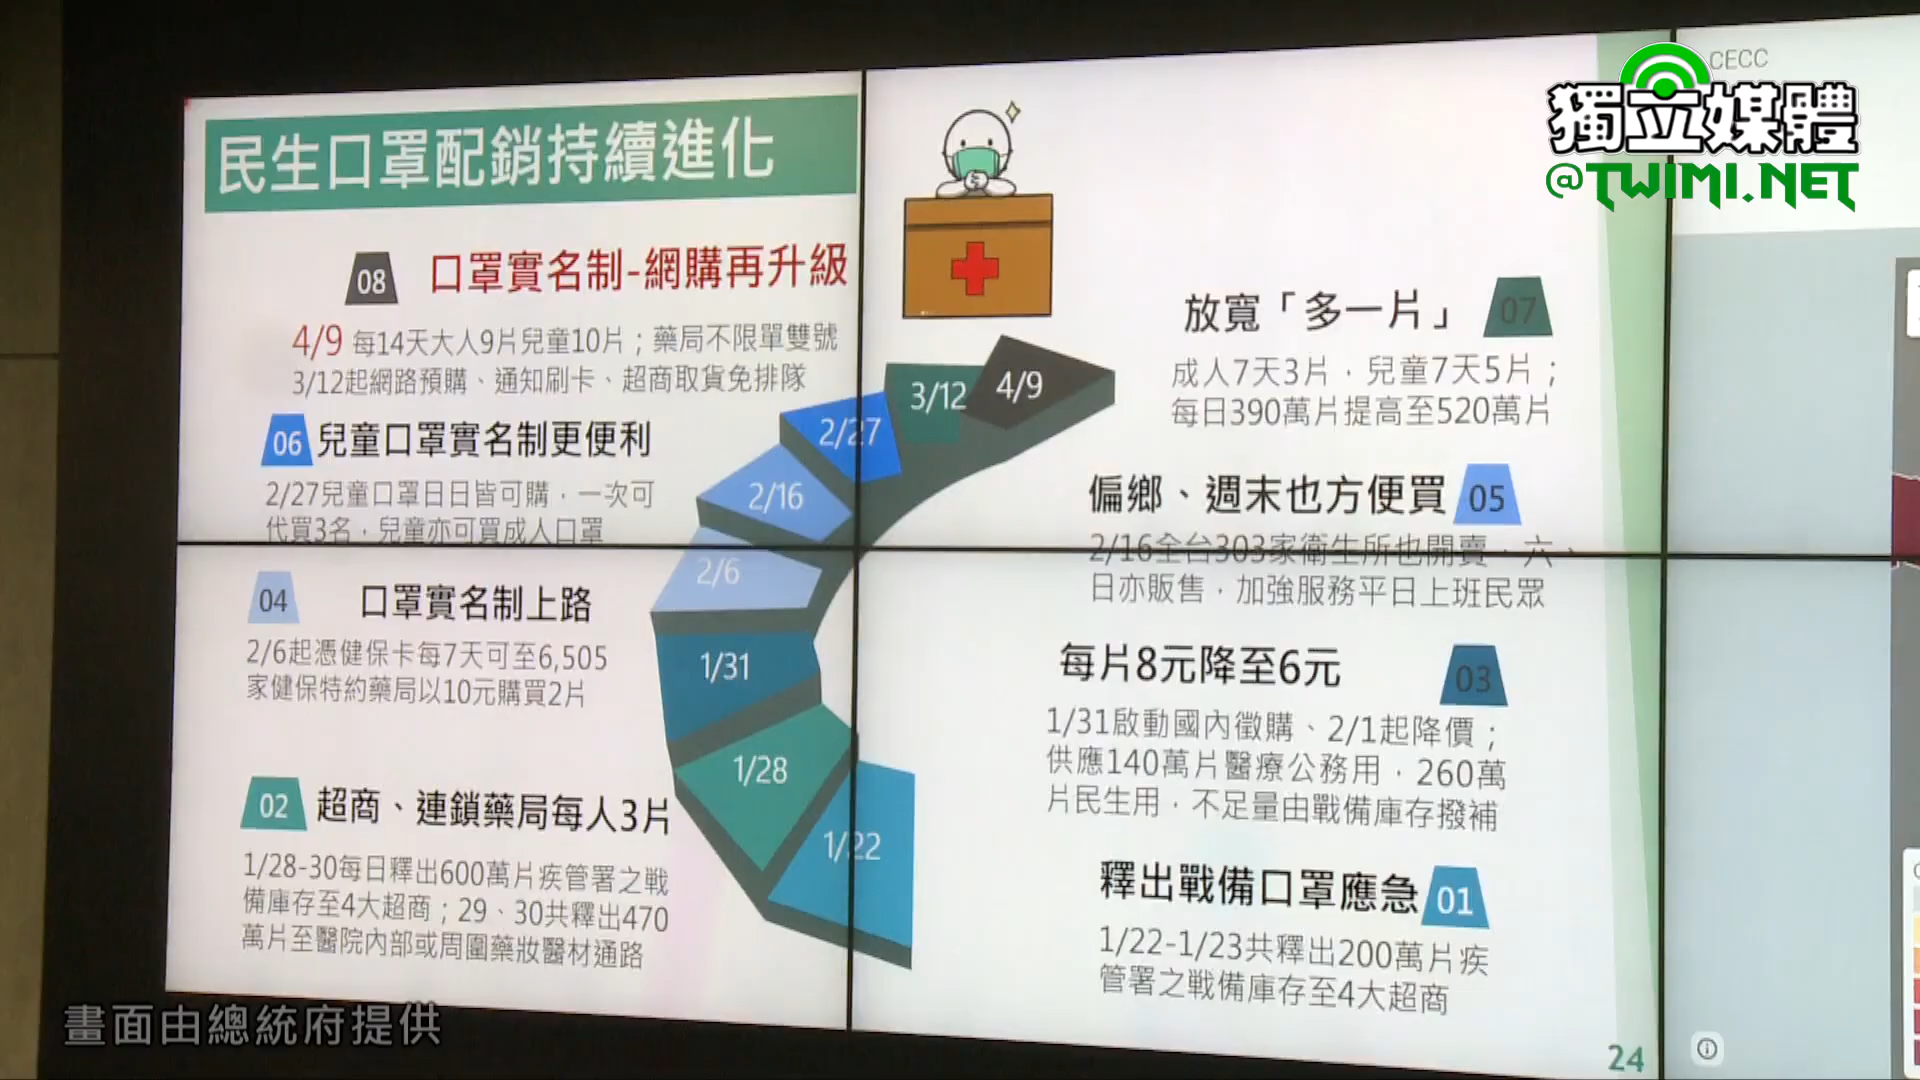 CECC
獨立媒體
@TWIMI.NET
民生口罩配銷持續進化
08
口罩實名制-網購再升級
4/9 每14天大人9片兒童10片；藥局不限單雙號
3/12起網路預購、通知刷卡、超商取貨免排隊
06
兒童口罩實名制更便利
2/27兒童口罩日日皆可購，一次可
代買3名，兒童亦可買成人口罩
04
口罩實名制上路
2/6起憑健保卡每7天可至6,505
家健保特約藥局以10元購買2片
02
超商、連鎖藥局每人3片
1/28-30每日釋出600萬片疾管署之戰
備庫存至4大超商；29、30共釋出470
萬片至醫院內部或周圍藥妝醫材通路
4/9
3/12
2/27
2/16
2/6
1/31
1/28
1/22
放寬「多一片」
07
成人7天3片，兒童7天5片；
每日390萬片提高至520萬片
偏鄉、週末也方便買
05
2/16全台303家衛生所也開賣，六、
日亦販售，加強服務平日上班民眾
每片8元降至6元
03
1/31啟動國內徵購、2/1起降價；
供應140萬片醫療公務用，260萬
片民生用，不足量由戰備庫存撥補
釋出戰備口罩應急
01
1/22-1/23共釋出200萬片疾
管署之戰備庫存至4大超商
24
畫面由總統府提供